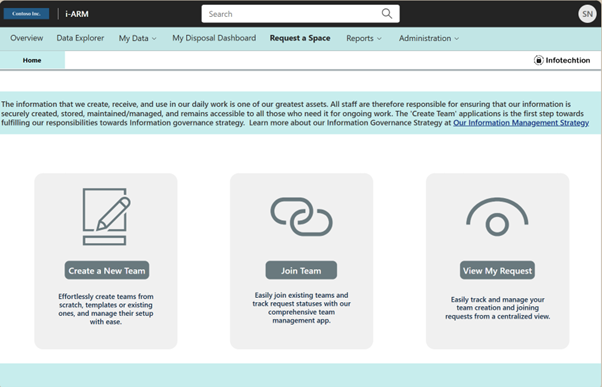 Contoso Inc. i-ARM Search SN
Overview Data Explorer My Data My Disposal Dashboard Request a Space Reports Administration
Home Infotechtion
The information that we create, receive, and use in our daily work is one of our greatest assets. All staff are therefore responsible for ensuring that our information is
securely created, stored, maintained/managed, and remains accessible to all those who need it for ongoing work. The 'Create Team' applications is the first step towards
fulfilling our responsibilities towards Information governance strategy. Learn more about our Information Governance Strategy at Our Information Management Strategy
Create a New Team
Effortlessly create teams from
scratch, templates or existing
ones, and manage their setup
with ease.
Join Team
Easily join existing teams and
track request statuses with our
comprehensive team
management app.
View My Request
Easily track and manage your
team creation and joining
requests from a centralized view.